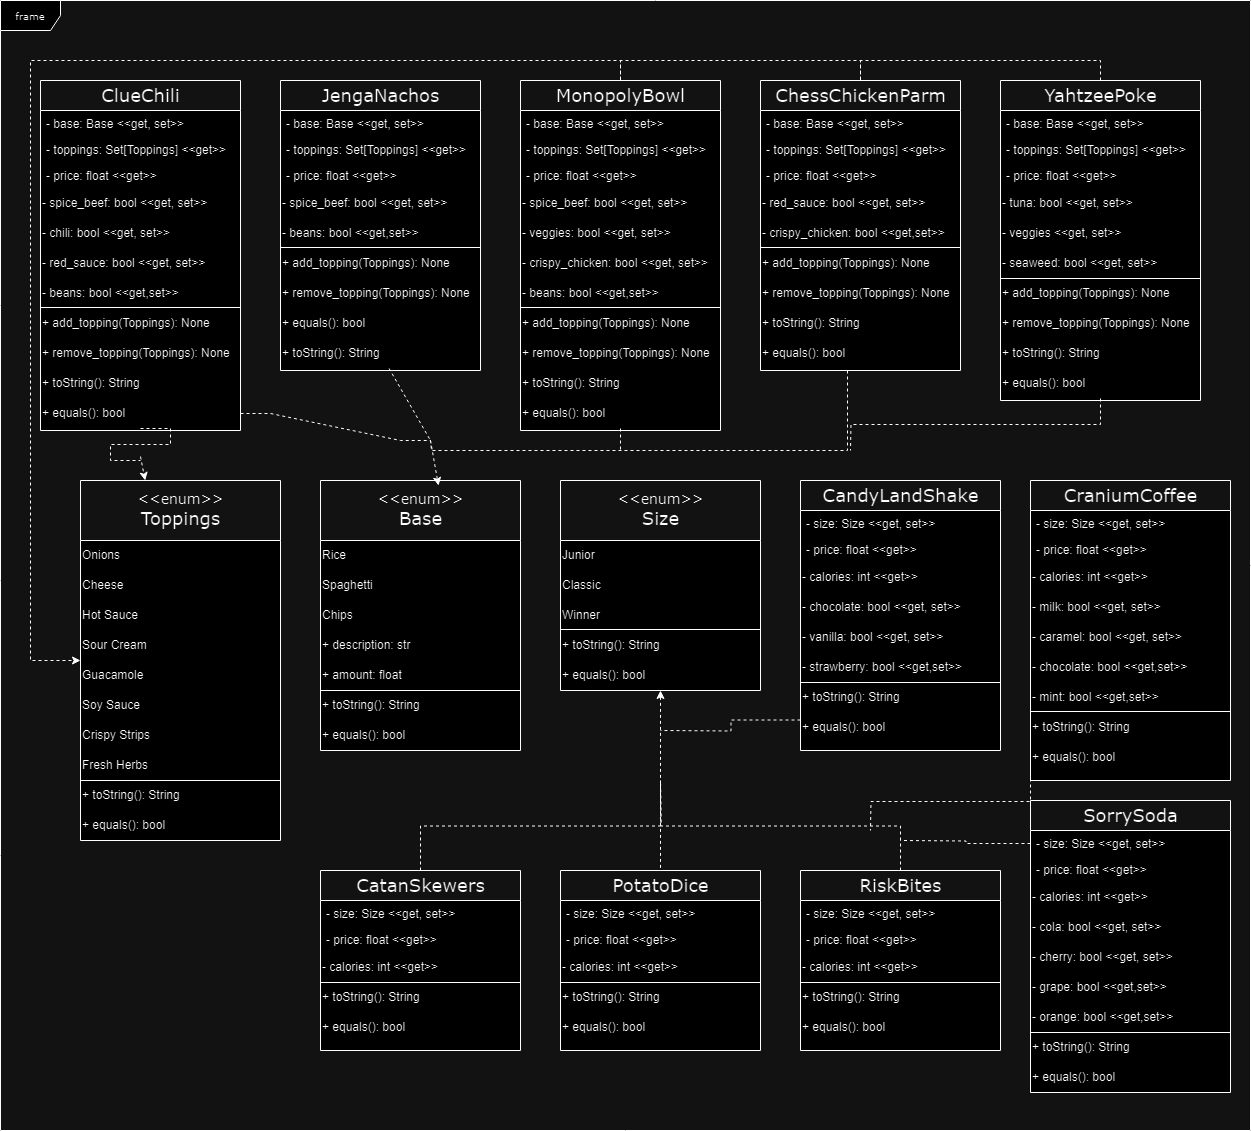 frame
ClueChili
- base: Base <<get, set>>
- toppings: Set[Toppings] <<get>>
- price: float <<get>>
- spice_beef: bool <<get, set>>
- chili: bool <<get, set>>
- red_sauce: bool <<get, set>>
- beans: bool <<get,set>>
+ add_topping(Toppings): None
+ remove_topping(Toppings): None
+ toString(): String
+ equals(): bool
JengaNachos
- base: Base <<get, set>>
- toppings: Set[Toppings] <<get>>
- price: float <<get>>
- spice_beef: bool <<get, set>>
- beans: bool <<get,set>>
+ add_topping(Toppings): None
+ remove_topping(Toppings): None
+ equals(): bool
+ toString(): String
MonopolyBowl
- base: Base <<get, set>>
- toppings: Set[Toppings] <<get>>
- price: float <<get>>
- spice_beef: bool <<get, set>>
- veggies: bool <<get, set>>
- crispy_chicken: bool <<get, set>>
- beans: bool <<get,set>>
+ add_topping(Toppings): None
+ remove_topping(Toppings): None
+ toString(): String
+ equals(): bool
ChessChickenParm
- base: Base <<get, set>>
- toppings: Set[Toppings] <<get>>
- price: float <<get>>
- red_sauce: bool <<get, set>>
- crispy_chicken: bool <<get,set>>
+ add_topping(Toppings): None
+ remove_topping(Toppings): None
+ toString(): String
+ equals(): bool
YahtzeePoke
- base: Base <<get, set>>
- toppings: Set[Toppings] <<get>>
- price: float <<get>>
- tuna: bool <<get, set>>
- veggies <<get, set>>
- seaweed: bool <<get, set>>
+ add_topping(Toppings): None
+ remove_topping(Toppings): None
+ toString(): String
+ equals(): bool
<<enum>>
Toppings
Onions
Cheese
Hot Sauce
Sour Cream
Guacamole
Soy Sauce
Crispy Strips
Fresh Herbs
+ toString(): String
+ equals(): bool
<<enum>>
Base
Rice
Spaghetti
Chips
+ description: str
+ amount: float
+ toString(): String
+ equals(): bool
<<enum>>
Size
Junior
Classic
Winner
+ toString(): String
+ equals(): bool
CandyLandShake
- size: Size <<get, set>>
- price: float <<get>>
- calories: int <<get>>
- chocolate: bool <<get, set>>
- vanilla: bool <<get, set>>
- strawberry: bool <<get,set>>
+ toString(): String
+ equals(): bool
CraniumCoffee
- size: Size <<get, set>>
- price: float <<get>>
- calories: int <<get>>
- milk: bool <<get, set>>
- caramel: bool <<get, set>>
- chocolate: bool <<get,set>>
- mint: bool <<get,set>>
+ toString(): String
+ equals(): bool
CatanSkewers
- size: Size <<get, set>>
- price: float <<get>>
- calories: int <<get>>
+ toString(): String
+ equals(): bool
PotatoDice
- size: Size <<get, set>>
- price: float <<get>>
- calories: int <<get>>
+ toString(): String
+ equals(): bool
RiskBites
- size: Size <<get, set>>
- price: float <<get>>
- calories: int <<get>>
+ toString(): String
+ equals(): bool
SorrySoda
- size: Size <<get, set>>
- price: float <<get>>
- calories: int <<get>>
- cola: bool <<get, set>>
- cherry: bool <<get, set>>
- grape: bool <<get,set>>
- orange: bool <<get,set>>
+ toString(): String
+ equals(): bool